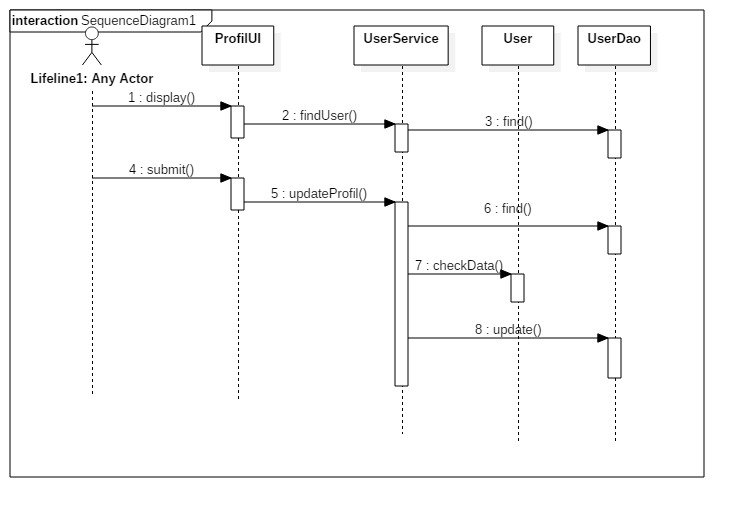 interaction SequenceDiagram1
ProfilUI
UserService
User
UserDao
Lifeline1: Any Actor
1 : display()
2 : findUser()
3 : find()
4 : submit()
5 : updateProfil()
6 : find()
7 : checkData()
8 : update()